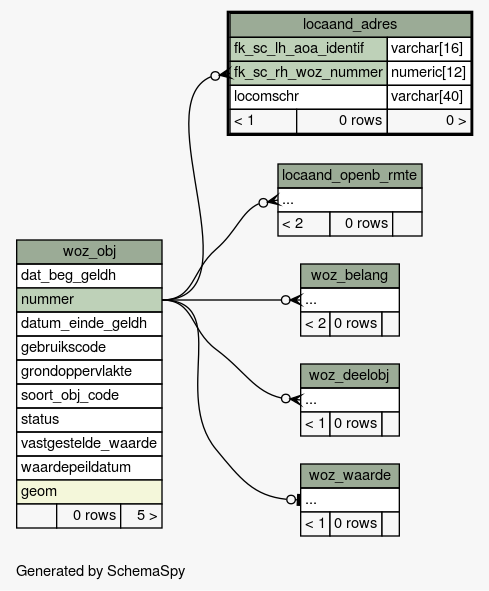 locaand_adres
fk_sc_lh_aoa_identif varchar[16]
fk_sc_rh_woz_nummer numeric[12]
locomschr varchar[40]
< 1 0 rows 0 >
locaand_openb_rmte
...
< 2 0 rows
woz_obj
dat_beg_geldh
nummer
datum_einde_geldh
gebruikscode
grondoppervlakte
soort_obj_code
status
vastgestelde_waarde
waardepeildatum
geom
0 rows 5 >
woz_belang
...
< 2 0 rows
woz_deelobj
...
< 1 0 rows
woz_waarde
...
< 1 0 rows
Generated by SchemaSpy